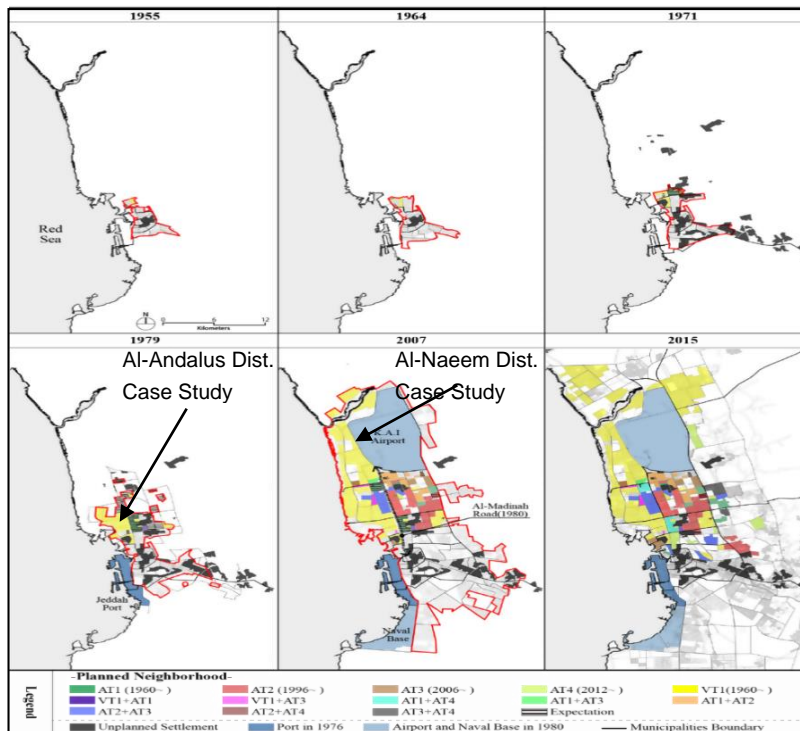 1955
1964
1971
Red
Sea
N
0 6 12
Kilometers
1979
2007
2015
Al-Andalus Dist.
Case Study
Al-Naeem Dist.
Case Study
K.A.I
Airport
Al-Madinah
Road(1980)
Jeddah
Port
Naval
Base
Legend
-Planned Neighborhood-
AT1 (1960~ ) AT2 (1996~ ) AT3 (2006~ ) AT4 (2012~ ) VT1(1960~ )
VT1+AT1 VT1+AT3 AT1+AT4 AT1+AT3 AT1+AT2
AT2+AT3 AT2+AT4 AT3+AT4 Expectation
Unplanned Settlement Port in 1976 Airport and Naval Base in 1980 Municipalities Boundary